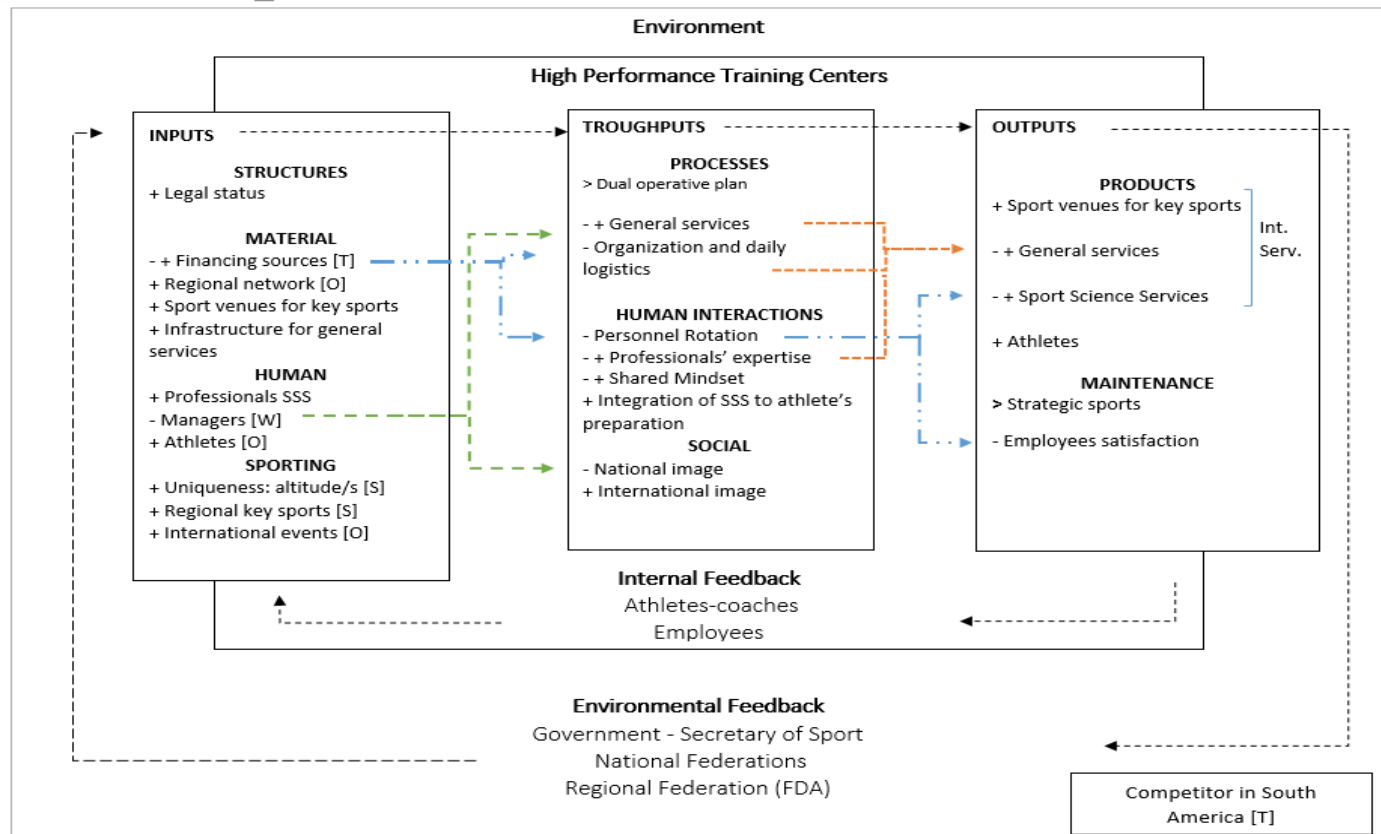 Environment
High Performance Training Centers
INPUTS
STRUCTURES
+ Legal status
MATERIAL
- + Financing sources [T]
+ Regional network [O]
+ Sport venues for key sports
+ Infrastructure for general
services
HUMAN
+ Professionals SSS
- Managers [W]
+ Athletes [O]
SPORTING
+ Uniqueness: altitude/s [S]
+ Regional key sports [S]
+ International events [O]
TROUGHPUTS
PROCESSES
> Dual operative plan
- + General services
- Organization and daily
logistics
HUMAN INTERACTIONS
- Personnel Rotation
- + Professionals’ expertise
- + Shared Mindset
+ Integration of SSS to athlete’s
preparation
SOCIAL
- National image
+ International image
OUTPUTS
PRODUCTS
+ Sport venues for key sports
- + General services
- + Sport Science Services
Int.
Serv.
+ Athletes
MAINTENANCE
> Strategic sports
- Employees satisfaction
Internal Feedback
Athletes-coaches
Employees
Environmental Feedback
Government - Secretary of Sport
National Federations
Regional Federation (FDA)
Competitor in South
America [T]